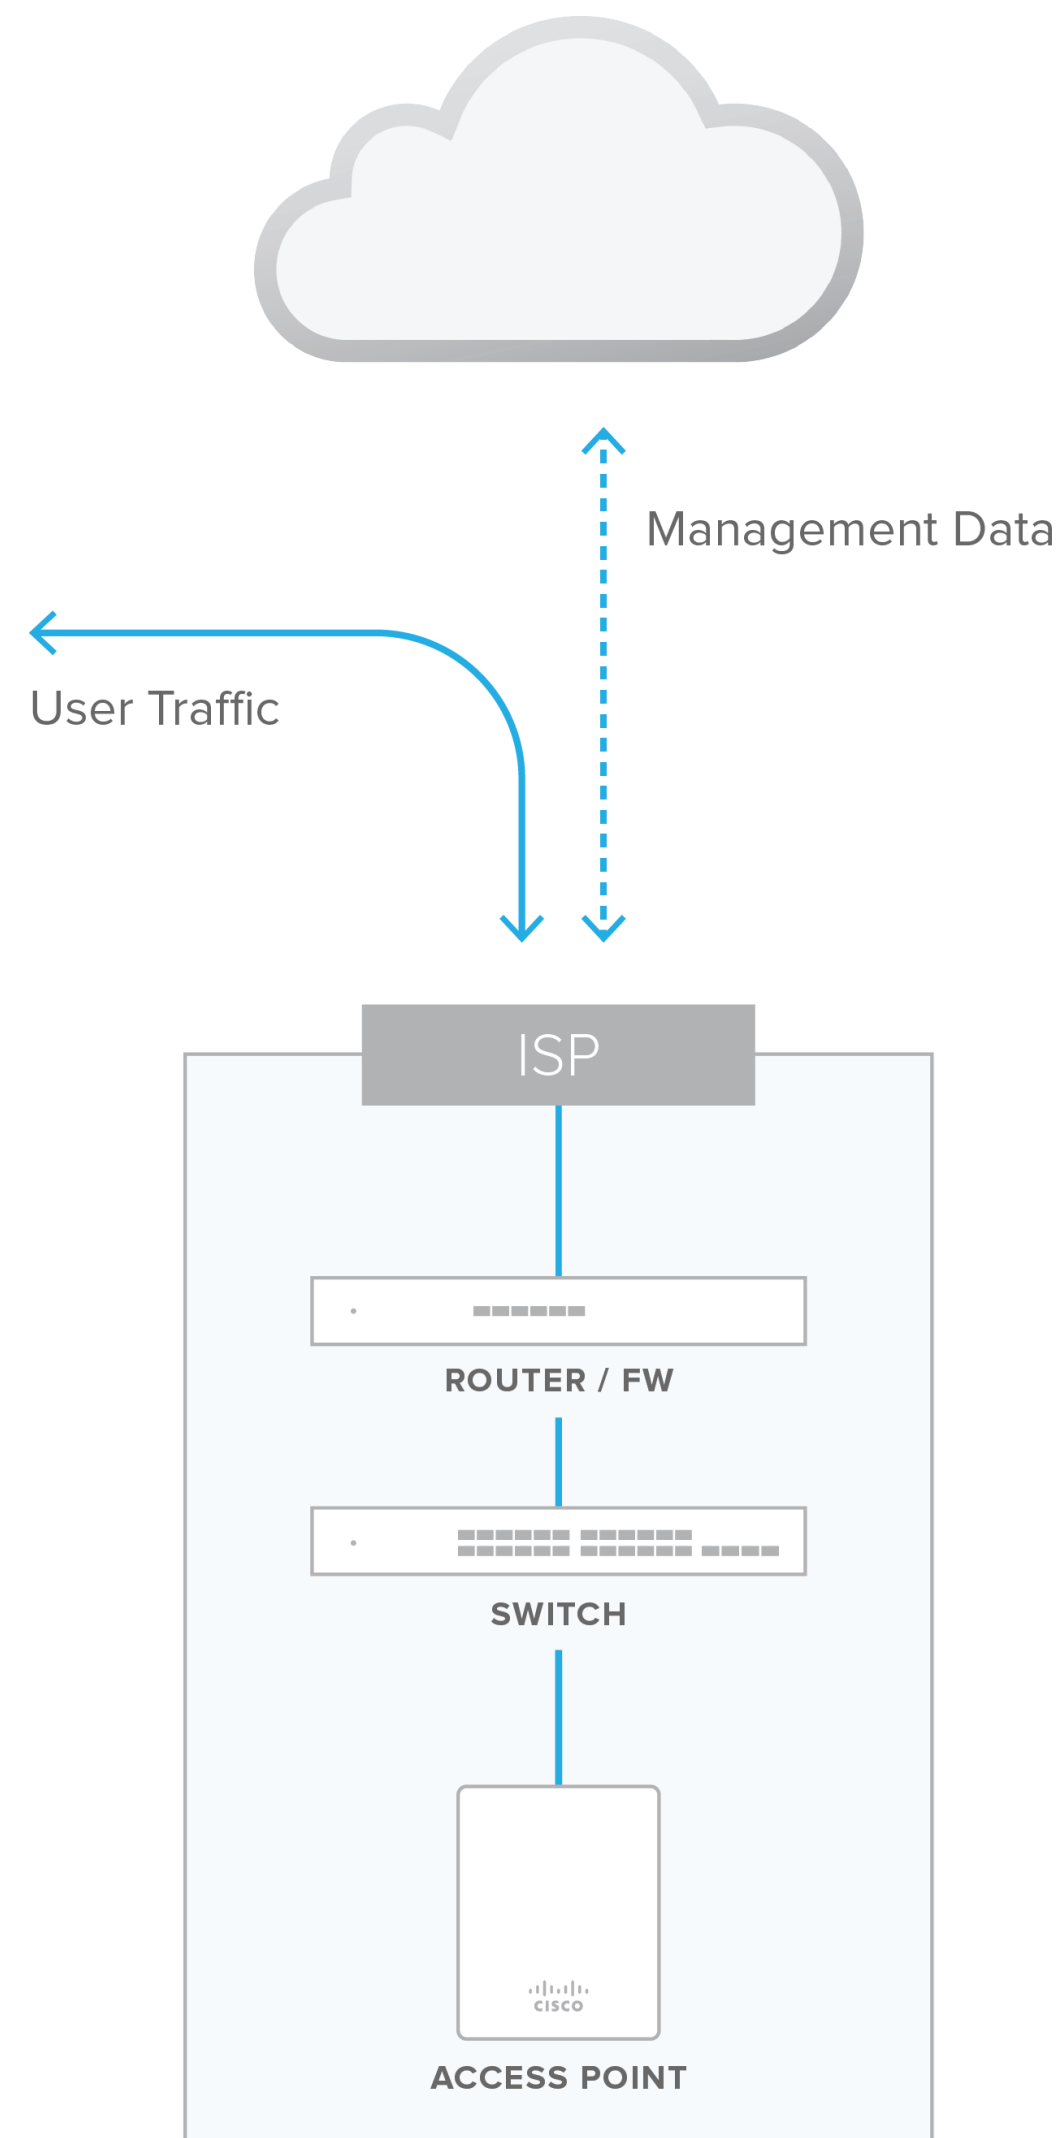 Management Data
User Traffic
ISP
ROUTER / FW
SWITCH
CISCO
ACCESS POINT